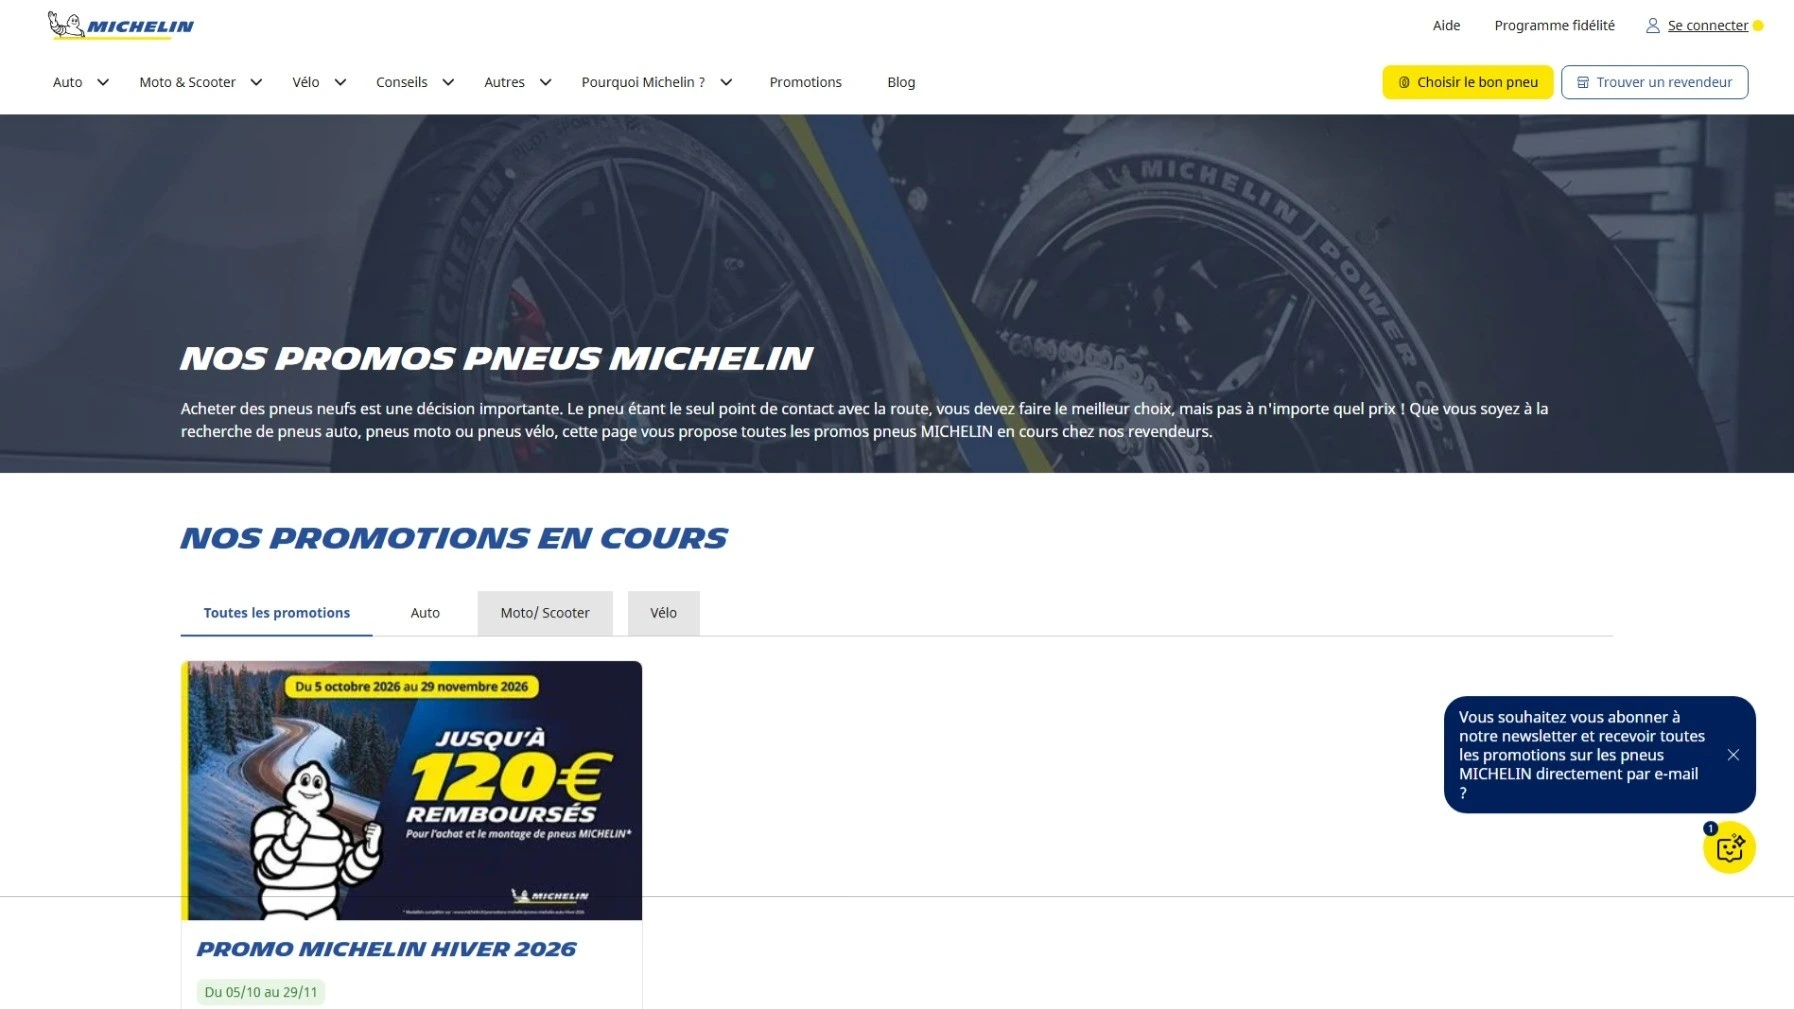 MICHELIN
Aide
Programme fidélité
Se connecter
Auto
Moto & Scooter
Vélo
Conseils
Autres
Pourquoi Michelin ?
Promotions
Blog
Choisir le bon pneu
Trouver un revendeur
MICHELIN PILOT SPORT
MICHELIN POWER CUP 2
NOS PROMOS PNEUS MICHELIN
Acheter des pneus neufs est une décision importante. Le pneu étant le seul point de contact avec la route, vous devez faire le meilleur choix, mais pas à n'importe quel prix ! Que vous soyez à la
recherche de pneus auto, pneus moto ou pneus vélo, cette page vous propose toutes les promos pneus MICHELIN en cours chez nos revendeurs.
NOS PROMOTIONS EN COURS
Toutes les promotions
Auto
Moto/ Scooter
Vélo
Du 5 octobre 2026 au 29 novembre 2026
JUSQU'À
120€
REMBOURSÉS
Pour l'achat et le montage de pneus MICHELIN*
MICHELIN
PROMO MICHELIN HIVER 2026
Du 05/10 au 29/11
Vous souhaitez vous abonner à
notre newsletter et recevoir toutes
les promotions sur les pneus
MICHELIN directement par e-mail
?
1